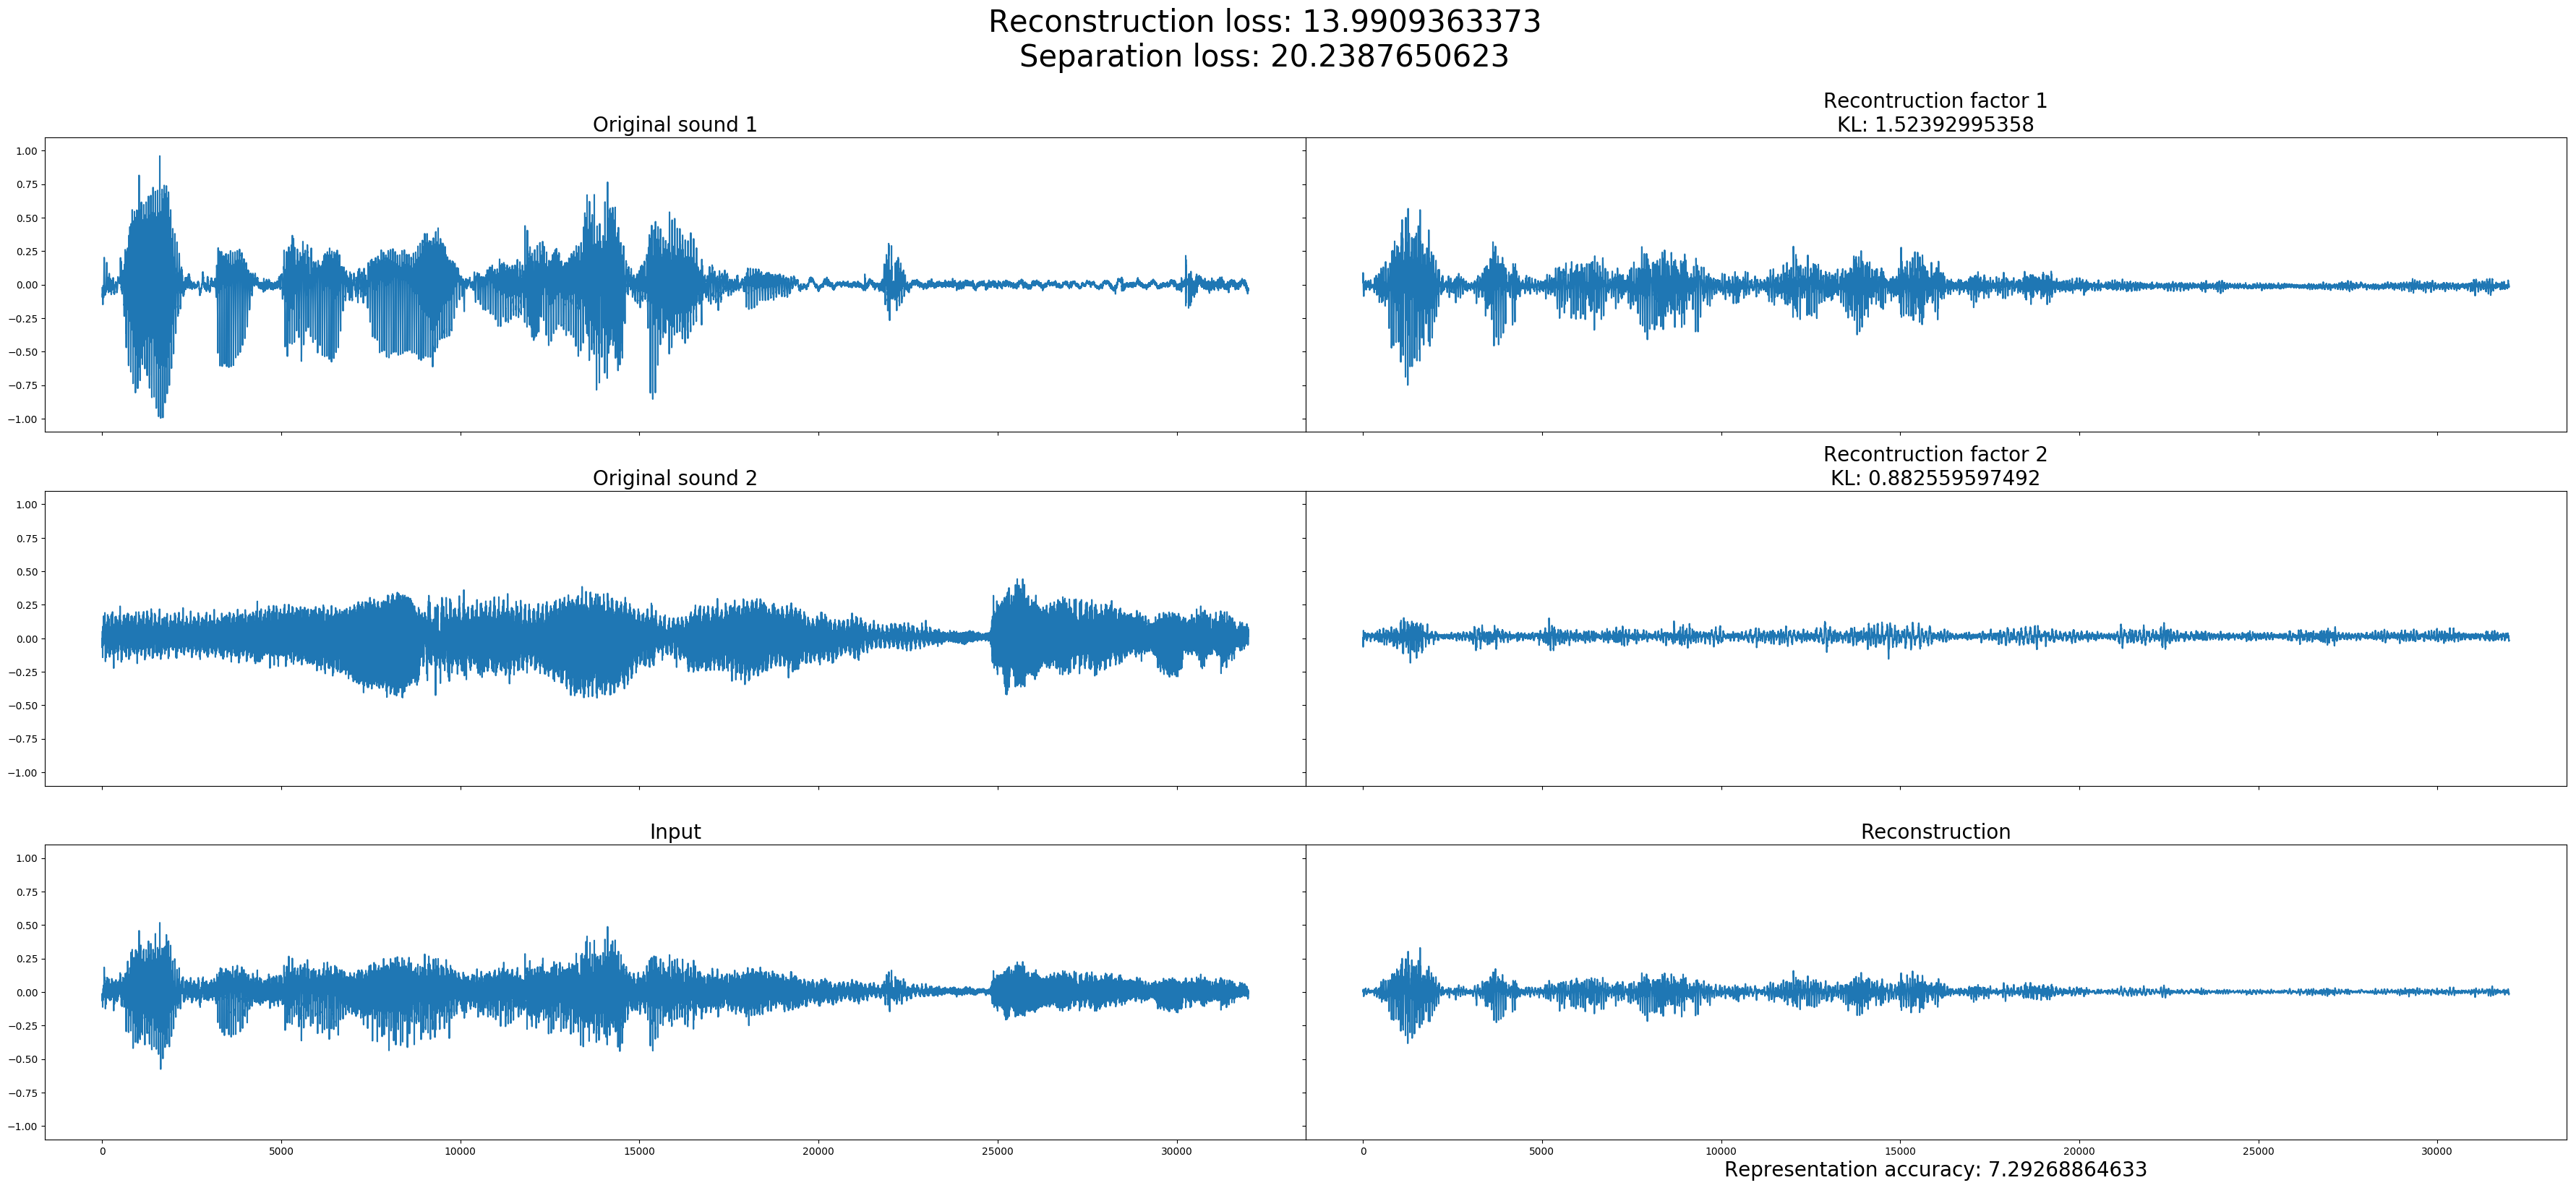 Reconstruction loss: 13.9909363373
Separation loss: 20.2387650623
Original sound 1
Recontruction factor 1
KL: 1.52392995358
1.00
0.75
0.50
0.25
0.00
−0.25
−0.50
−0.75
−1.00
Original sound 2
Recontruction factor 2
KL: 0.882559597492
1.00
0.75
0.50
0.25
0.00
−0.25
−0.50
−0.75
−1.00
Input
Reconstruction
1.00
0.75
0.50
0.25
0.00
−0.25
−0.50
−0.75
−1.00
0 5000 10000 15000 20000 25000 30000
0 5000 10000 15000 20000 25000 30000
Representation accuracy: 7.29268864633